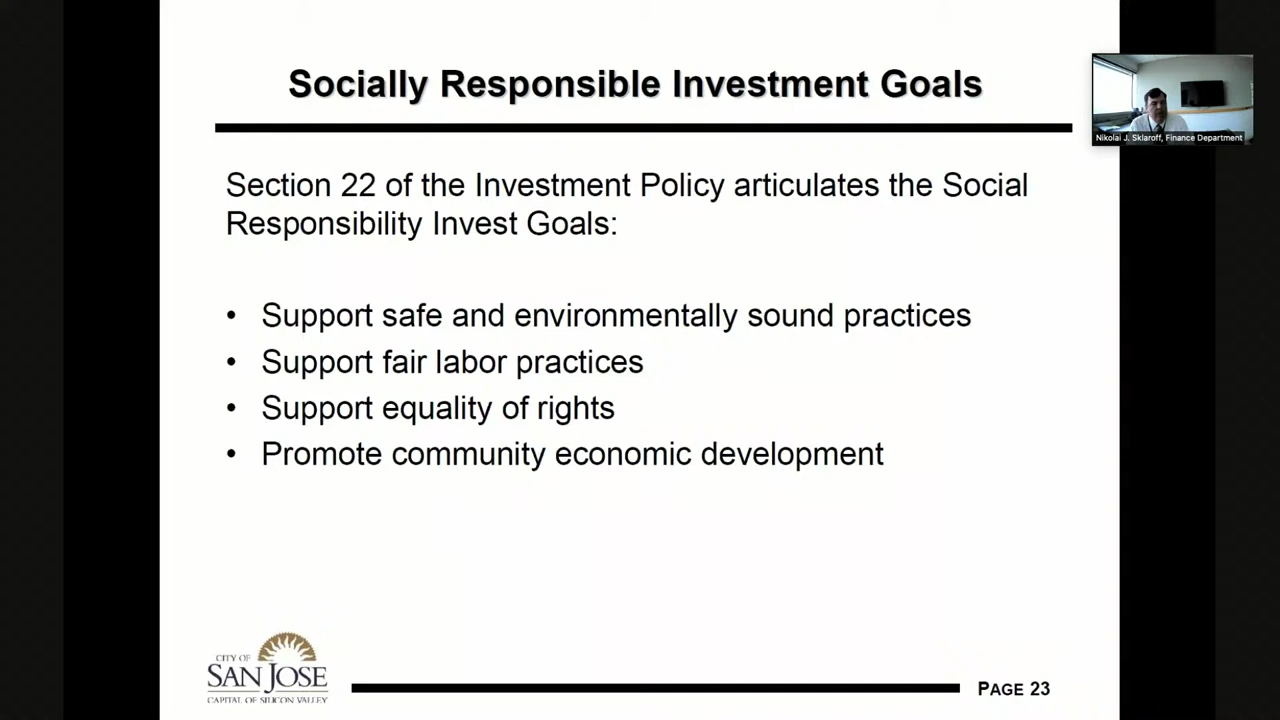 Socially Responsible Investment Goals
Nikolai J. Sklaroff, Finance Department
Section 22 of the Investment Policy articulates the Social
Responsibility Invest Goals:
• Support safe and environmentally sound practices
• Support fair labor practices
• Support equality of rights
• Promote community economic development
CITY OF
SAN JOSE
CAPITAL OF SILICON VALLEY
PAGE 23